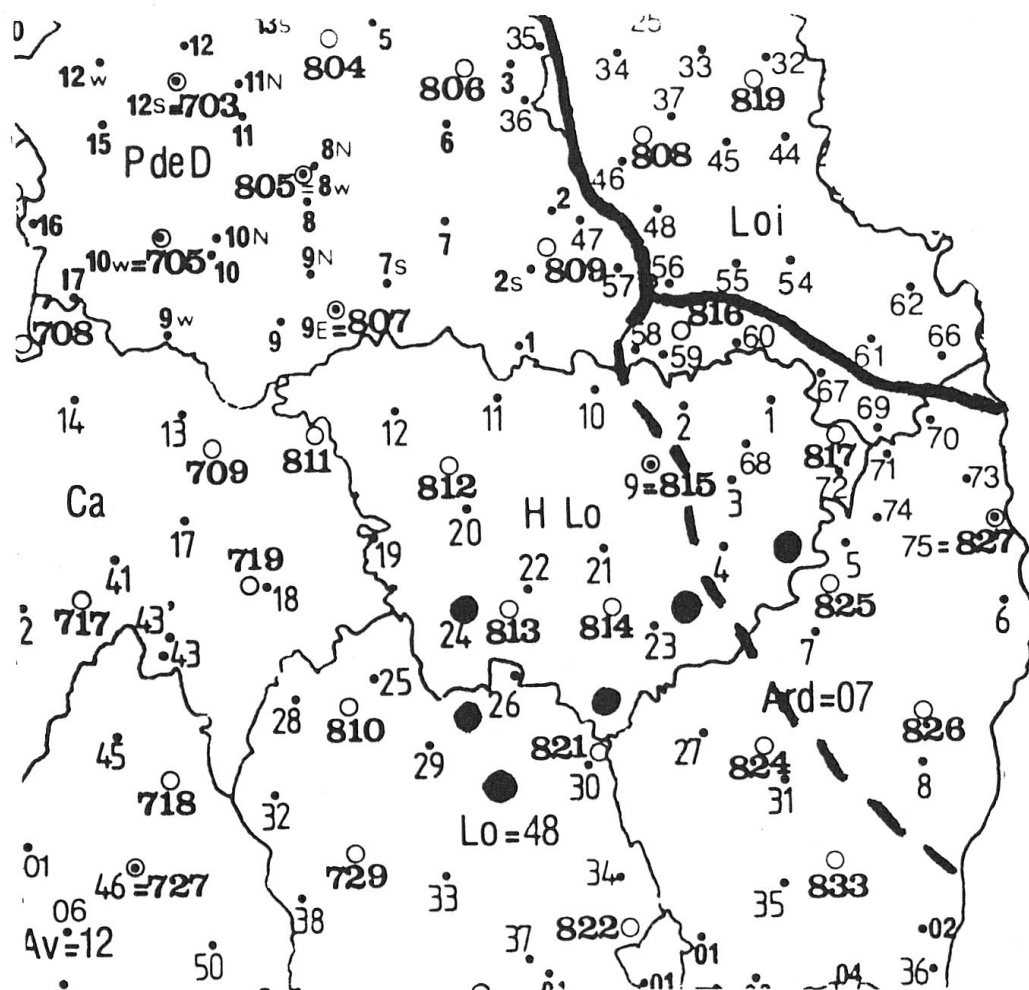 13s 5 35 25
12 804 34 33 32
12w 11N 806 3 819
12s=703 36 37
15 11 6 808 45 44
PdeD 8N 46
805=8w
16 8 2 48 Loi
10N 7 47
10w=705 10 9N 7s 2s 809 57 56 55 54
17 62
708 9w 9 9E=807 1 58 816 60 61 66
59
14 13 12 11 10 2 1 67 69 70
709 811 68 817 71
812 9=815 3 72 73
Ca 20 H Lo 74
17 19 21 4 5 75=827
41 719 22
2 717 43' 18 825 6
24 813 814 23 7
43
25 26 Ard=07
28 810 826
45 29 821 27 824
718 30 31 8
32 Lo=48
01 729 833
46=727 33 34 35
06 38 822
Av=12 37 02
50 01 36
01 04